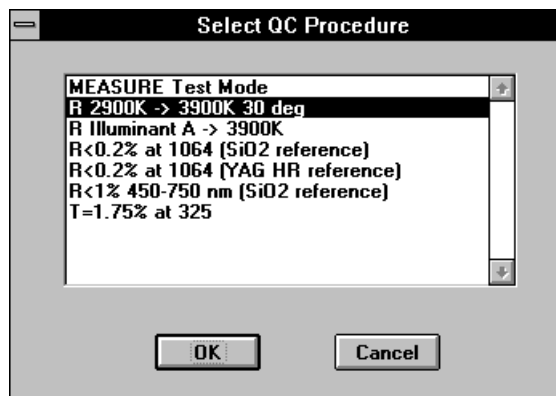 Select QC Procedure
MEASURE Test Mode
R 2900K -> 3900K 30 deg
R Illuminant A -> 3900K
R<0.2% at 1064 (SiO2 reference)
R<0.2% at 1064 (YAG HR reference)
R<1% 450-750 nm (SiO2 reference)
T=1.75% at 325
OK Cancel